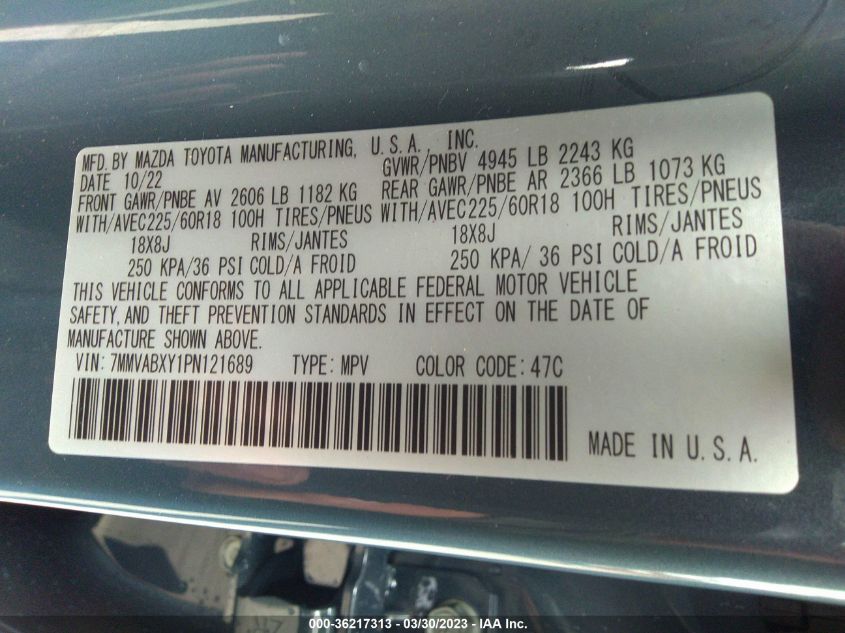 MFD. BY MAZDA TOYOTA MANUFACTURING, U.S.A., INC.
DATE 10/22 GVWR/PNBV 4945 LB 2243 KG
FRONT GAWR/PNBE AV 2606 LB 1182 KG REAR GAWR/PNBE AR 2366 LB 1073 KG
WITH/AVEC225/60R18 100H TIRES/PNEUS WITH/AVEC225/60R18 100H TIRES/PNEUS
18X8J RIMS/JANTES 18X8J RIMS/JANTES
250 KPA/36 PSI COLD/A FROID 250 KPA/ 36 PSI COLD/A FROID
THIS VEHICLE CONFORMS TO ALL APPLICABLE FEDERAL MOTOR VEHICLE
SAFETY, AND THEFT PREVENTION STANDARDS IN EFFECT ON THE DATE OF
MANUFACTURE SHOWN ABOVE.
VIN: 7MMVABXY1PN121689 TYPE: MPV COLOR CODE: 47C
MADE IN U.S.A.
000-36217313 - 03/30/2023 - IAA Inc.